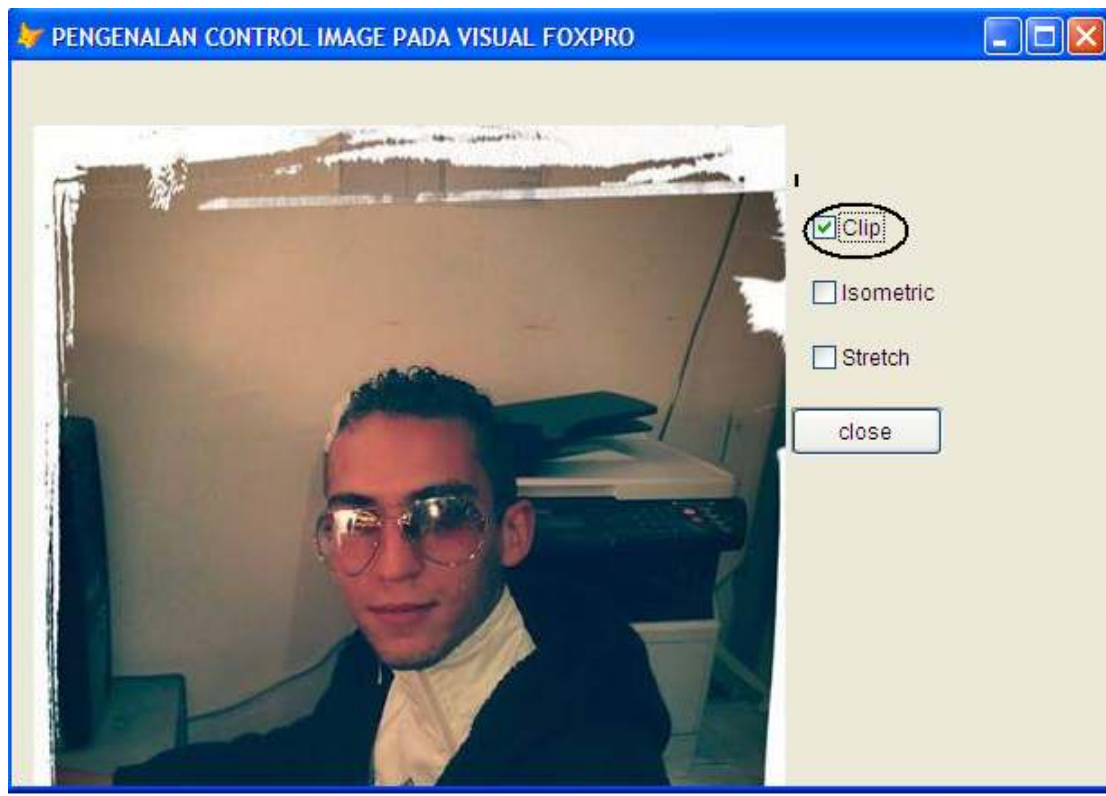 PENGENALAN CONTROL IMAGE PADA VISUAL FOXPRO
Clip
Isometric
Stretch
close